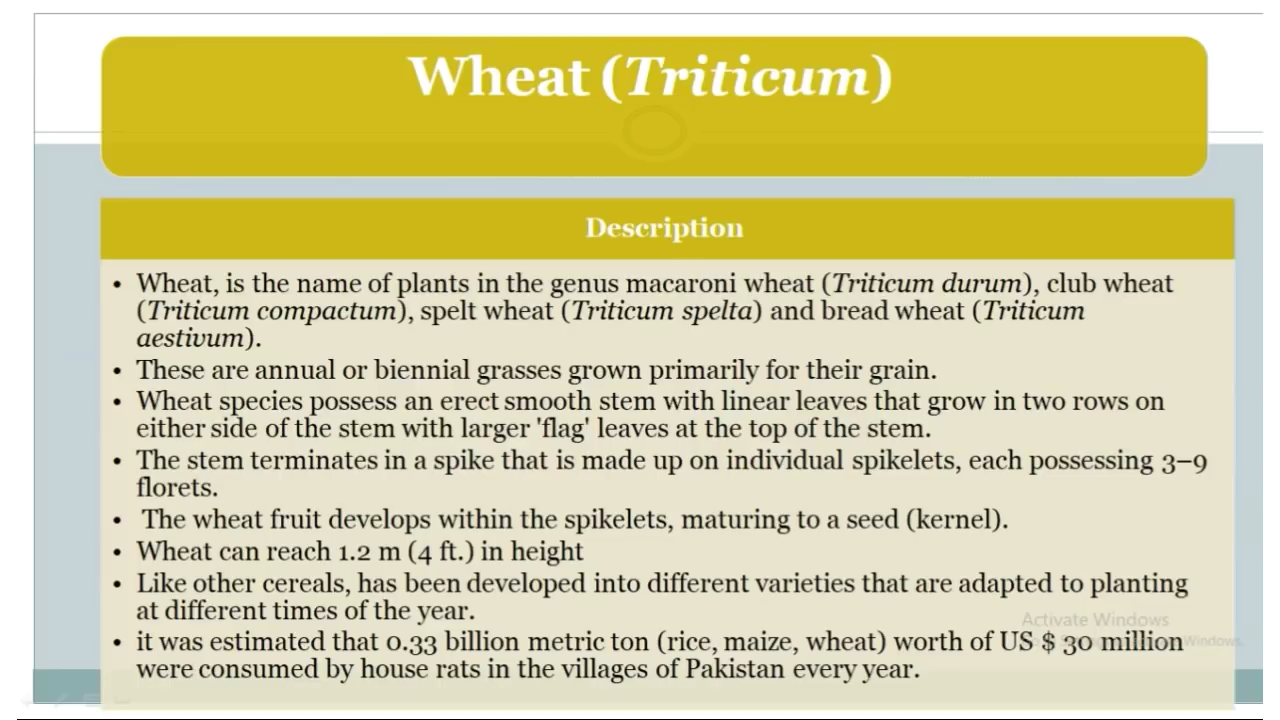 Wheat (Triticum)
Description
• Wheat, is the name of plants in the genus macaroni wheat (Triticum durum), club wheat
(Triticum compactum), spelt wheat (Triticum spelta) and bread wheat (Triticum
aestivum).
• These are annual or biennial grasses grown primarily for their grain.
• Wheat species possess an erect smooth stem with linear leaves that grow in two rows on
either side of the stem with larger 'flag' leaves at the top of the stem.
• The stem terminates in a spike that is made up on individual spikelets, each possessing 3–9
florets.
• The wheat fruit develops within the spikelets, maturing to a seed (kernel).
• Wheat can reach 1.2 m (4 ft.) in height
• Like other cereals, has been developed into different varieties that are adapted to planting
at different times of the year.
Activate Windows
• it was estimated that 0.33 billion metric ton (rice, maize, wheat) worth of US $ 30 million
Windows.
were consumed by house rats in the villages of Pakistan every year.